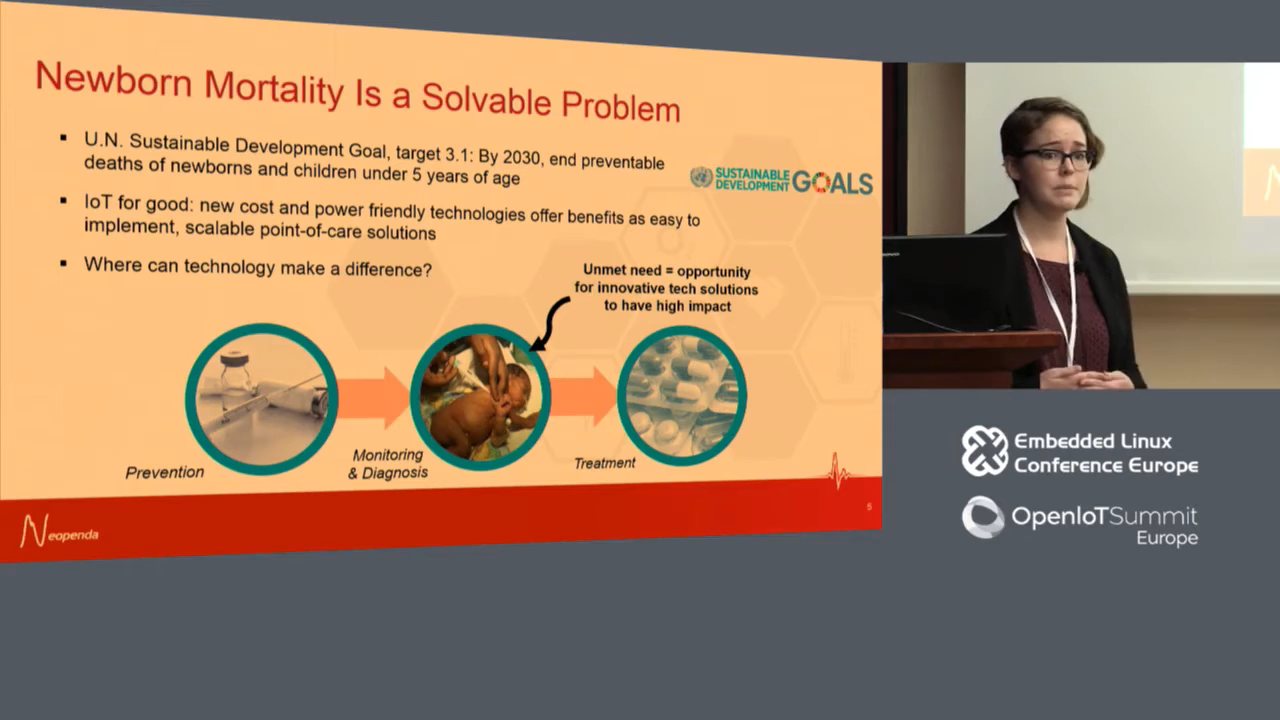 Newborn Mortality Is a Solvable Problem
U.N. Sustainable Development Goal, target 3.1: By 2030, end preventable
deaths of newborns and children under 5 years of age
SUSTAINABLE
DEVELOPMENT
GOALS
IoT for good: new cost and power friendly technologies offer benefits as easy to
implement, scalable point-of-care solutions
Where can technology make a difference?
Unmet need = opportunity
for innovative tech solutions
to have high impact
Prevention
Monitoring
& Diagnosis
Treatment
Neopenda
5
Embedded Linux
Conference Europe
OpenIoTSummit
Europe